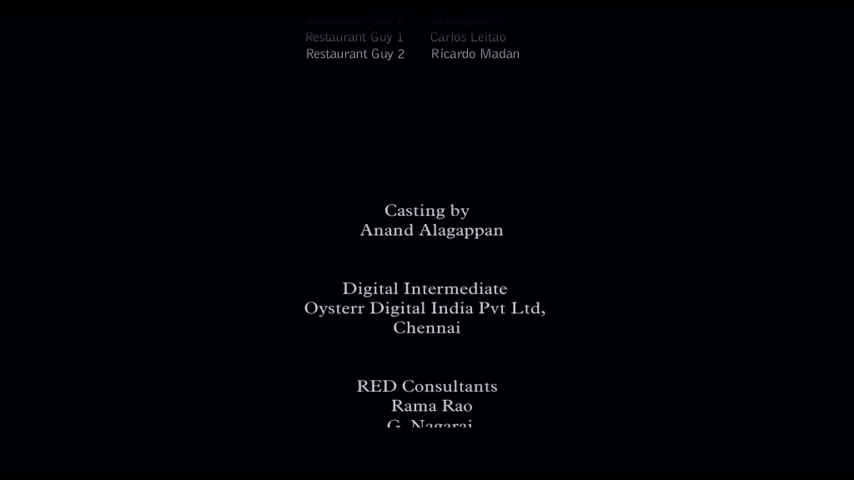 Restaurant Guy 1 Carlos Leitao
Restaurant Guy 2 Ricardo Madan
Casting by
Anand Alagappan
Digital Intermediate
Oysterr Digital India Pvt Ltd,
Chennai
RED Consultants
Rama Rao
G. Nagaraj